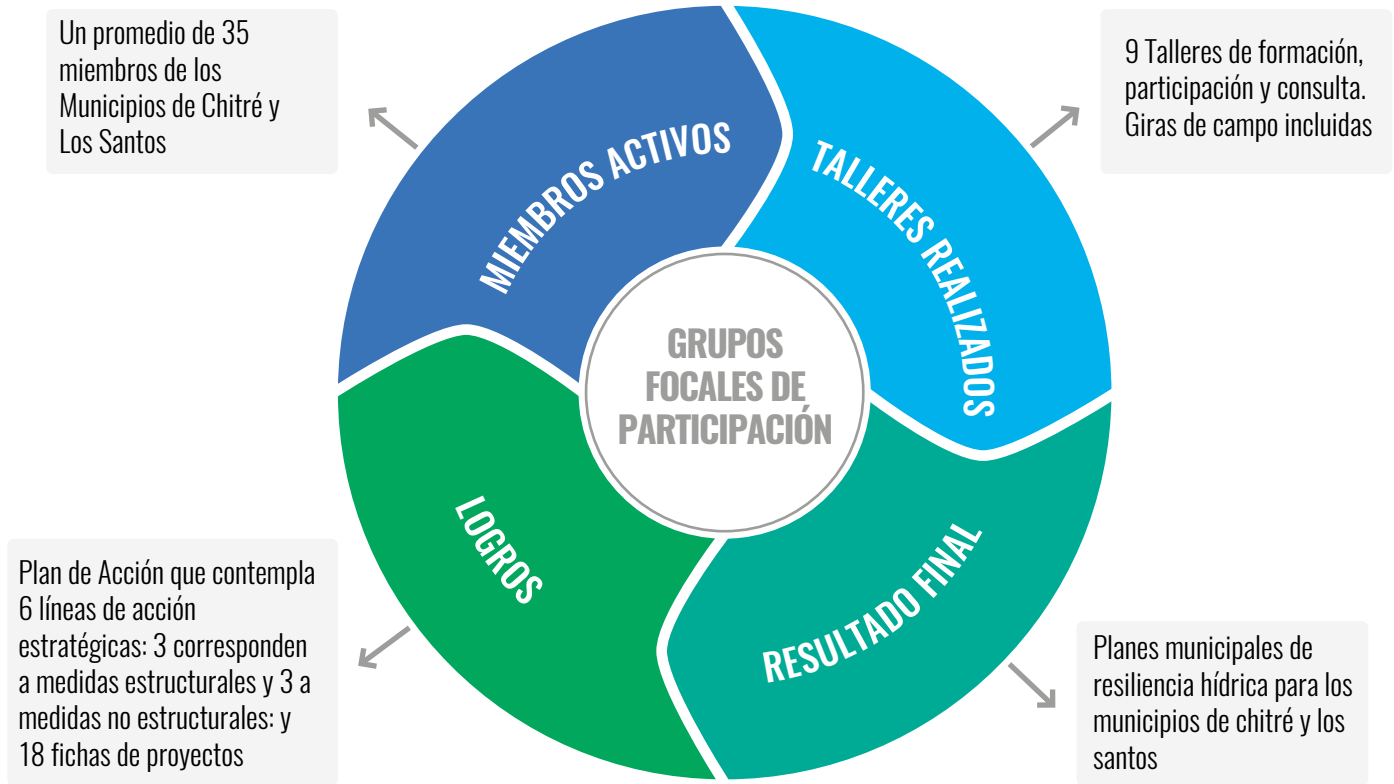 Un promedio de 35
miembros de los
Municipios de Chitré y
Los Santos
MIEMBROS ACTIVOS
9 Talleres de formación,
participación y consulta.
Giras de campo incluidas
TALLERES REALIZADOS
GRUPOS
FOCALES DE
PARTICIPACIÓN
LOGROS
Plan de Acción que contempla
6 líneas de acción
estratégicas: 3 corresponden
a medidas estructurales y 3 a
medidas no estructurales: y
18 fichas de proyectos
RESULTADO FINAL
Planes municipales de
resiliencia hídrica para los
municipios de chitré y los
santos